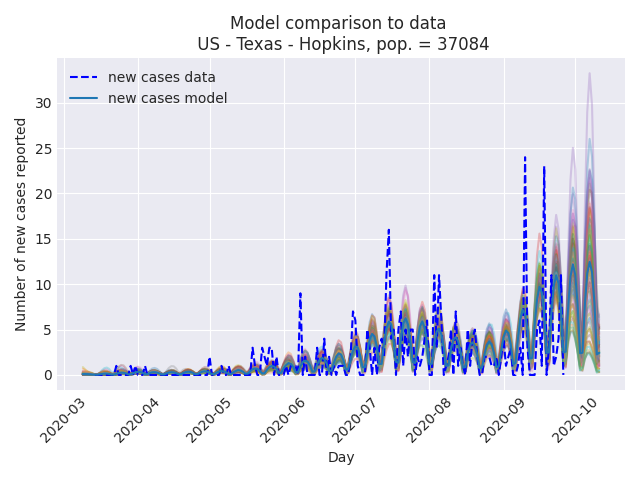 Model comparison to data
US - Texas - Hopkins, pop. = 37084
new cases data
new cases model
Number of new cases reported
30
25
20
15
10
5
0
2020-03
2020-04
2020-05
2020-06
2020-07
2020-08
2020-09
2020-10
Day